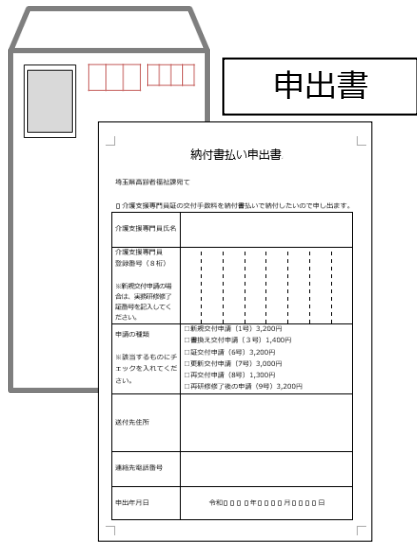 申出書
納付書払い申出書
埼玉県高齢者福祉課宛て
□ 介護支援専門員証の交付手数料を納付書払いで納付したいので申し出ます。
介護支援専門員氏名
介護支援専門員
登録番号（８桁）
※新規交付申請の場
合は、実務研修修了
証番号を記入してく
ださい。
申請の種類
※該当するものにチ
ェックを入れてくだ
さい。
□新規交付申請（1号）3,200円
□書換え交付申請（３号）1,400円
□証交付申請（6号）3,200円
□更新交付申請（7号）3,000円
□再交付申請（8号）1,300円
□再研修修了後の申請（9号）3,200円
送付先住所
連絡先電話番号
申出年月日
令和□□□□年□□□□月□□□□日